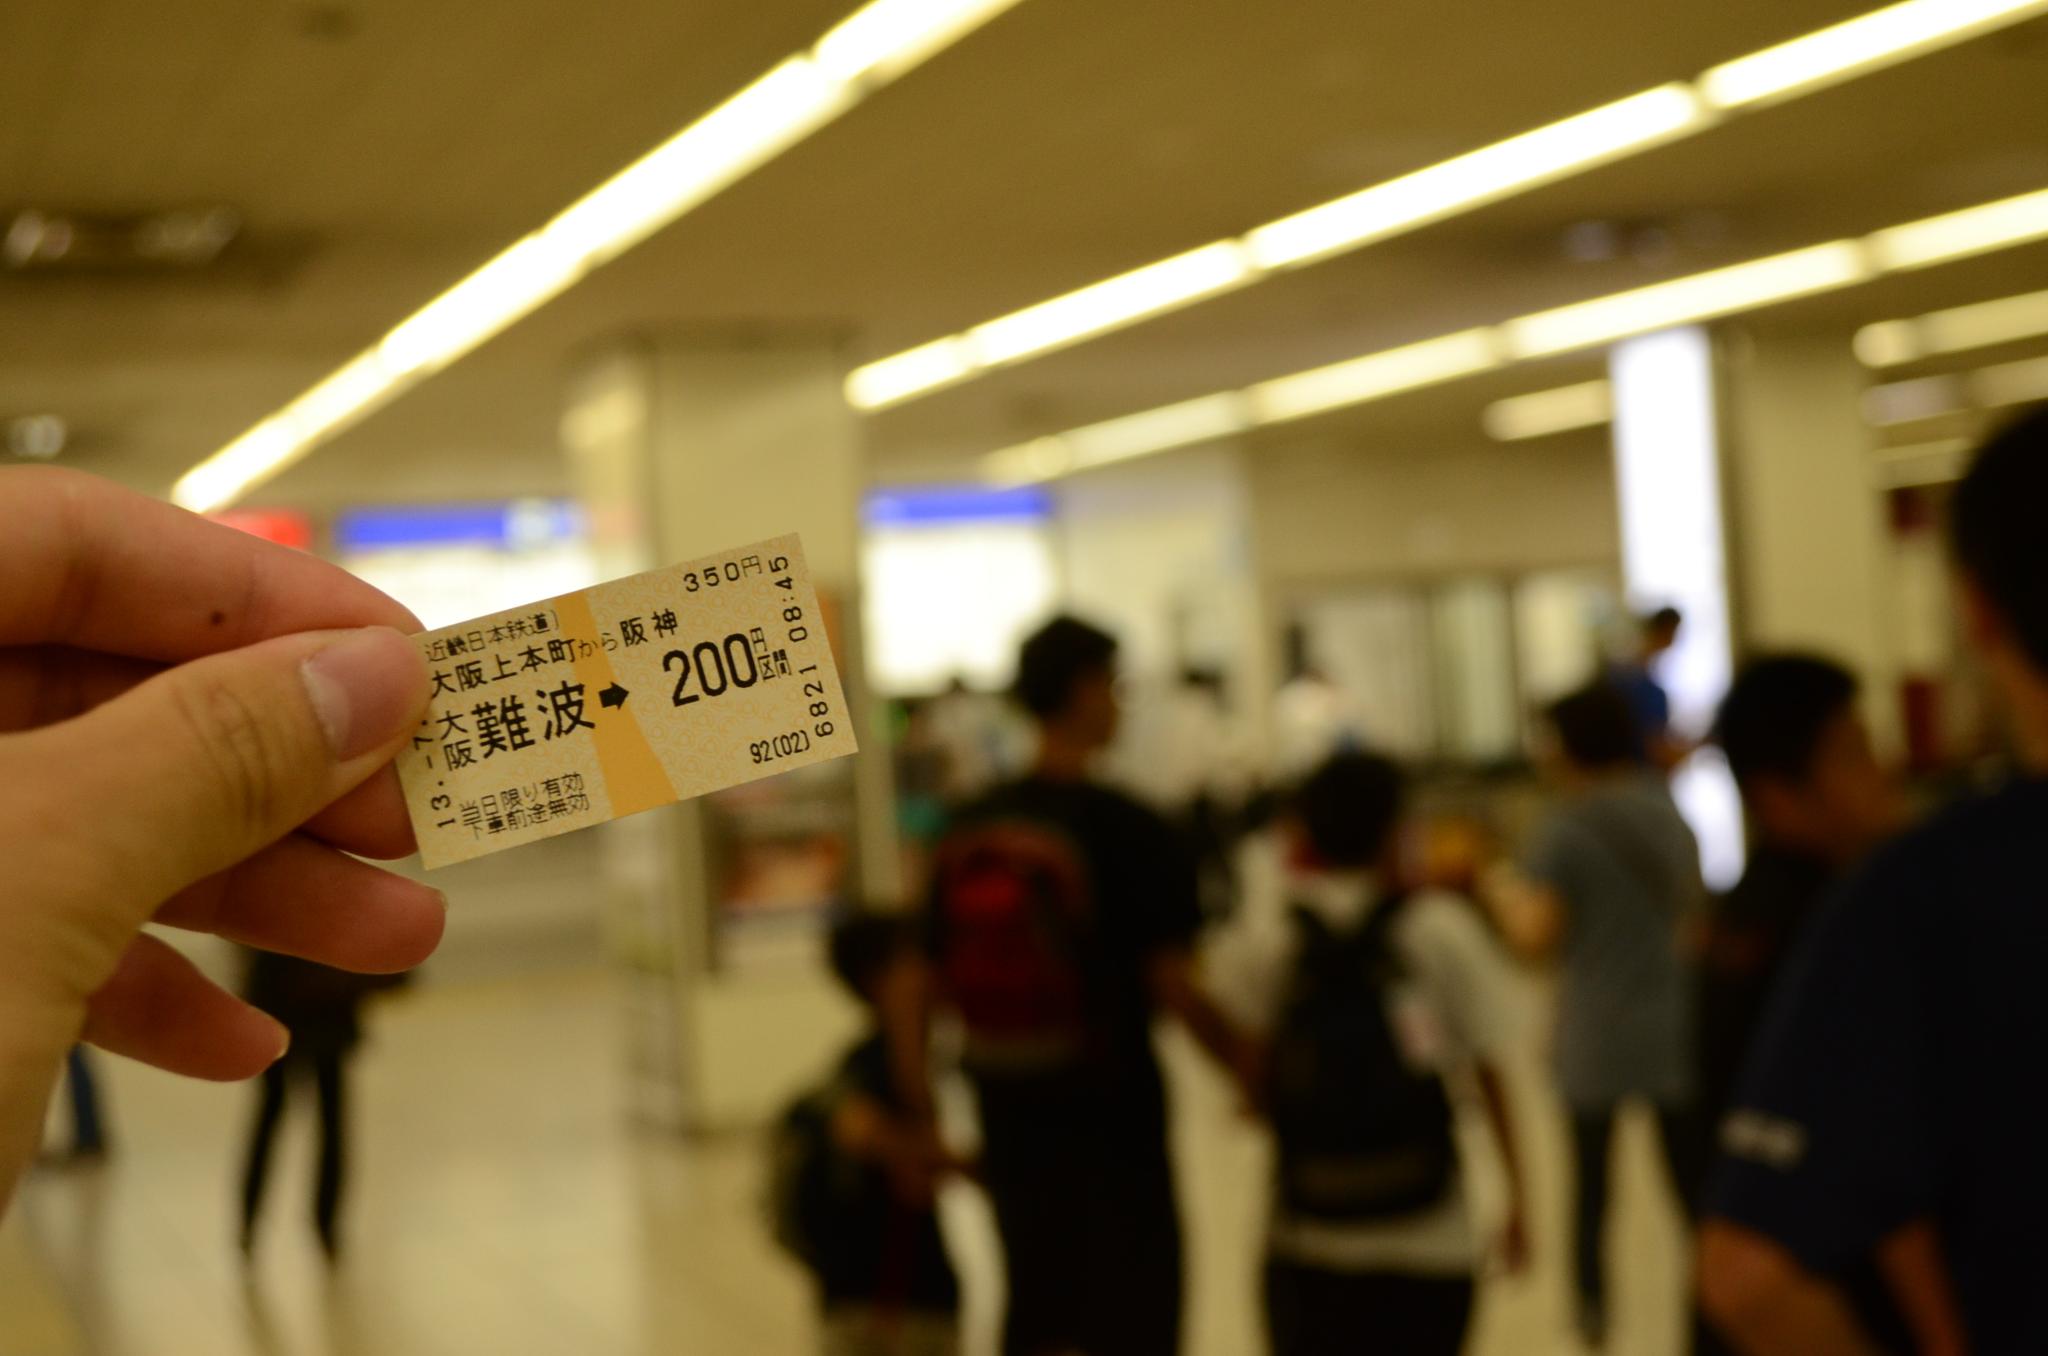 近畿日本鉄道]
350円
大阪上本町から阪神
大阪難波➡200円区間
92(02)
当日限り有効
下車前途無効
6821 08:45